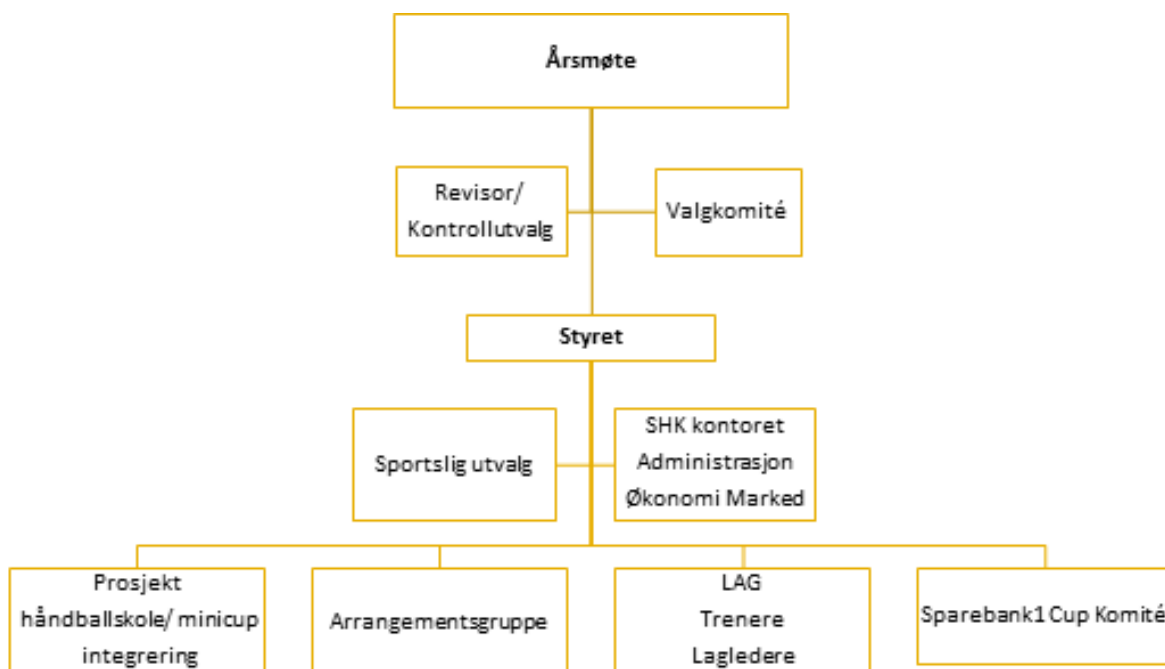 Årsmøte
Revisor/
Kontrollutvalg
Valgkomité
Styret
Sportslig utvalg
SHK kontoret
Administrasjon
Økonomi Marked
Prosjekt
håndballskole/ minicup
integrering
Arrangementsgruppe
LAG
Trenere
Lagledere
Sparebank1 Cup Komité